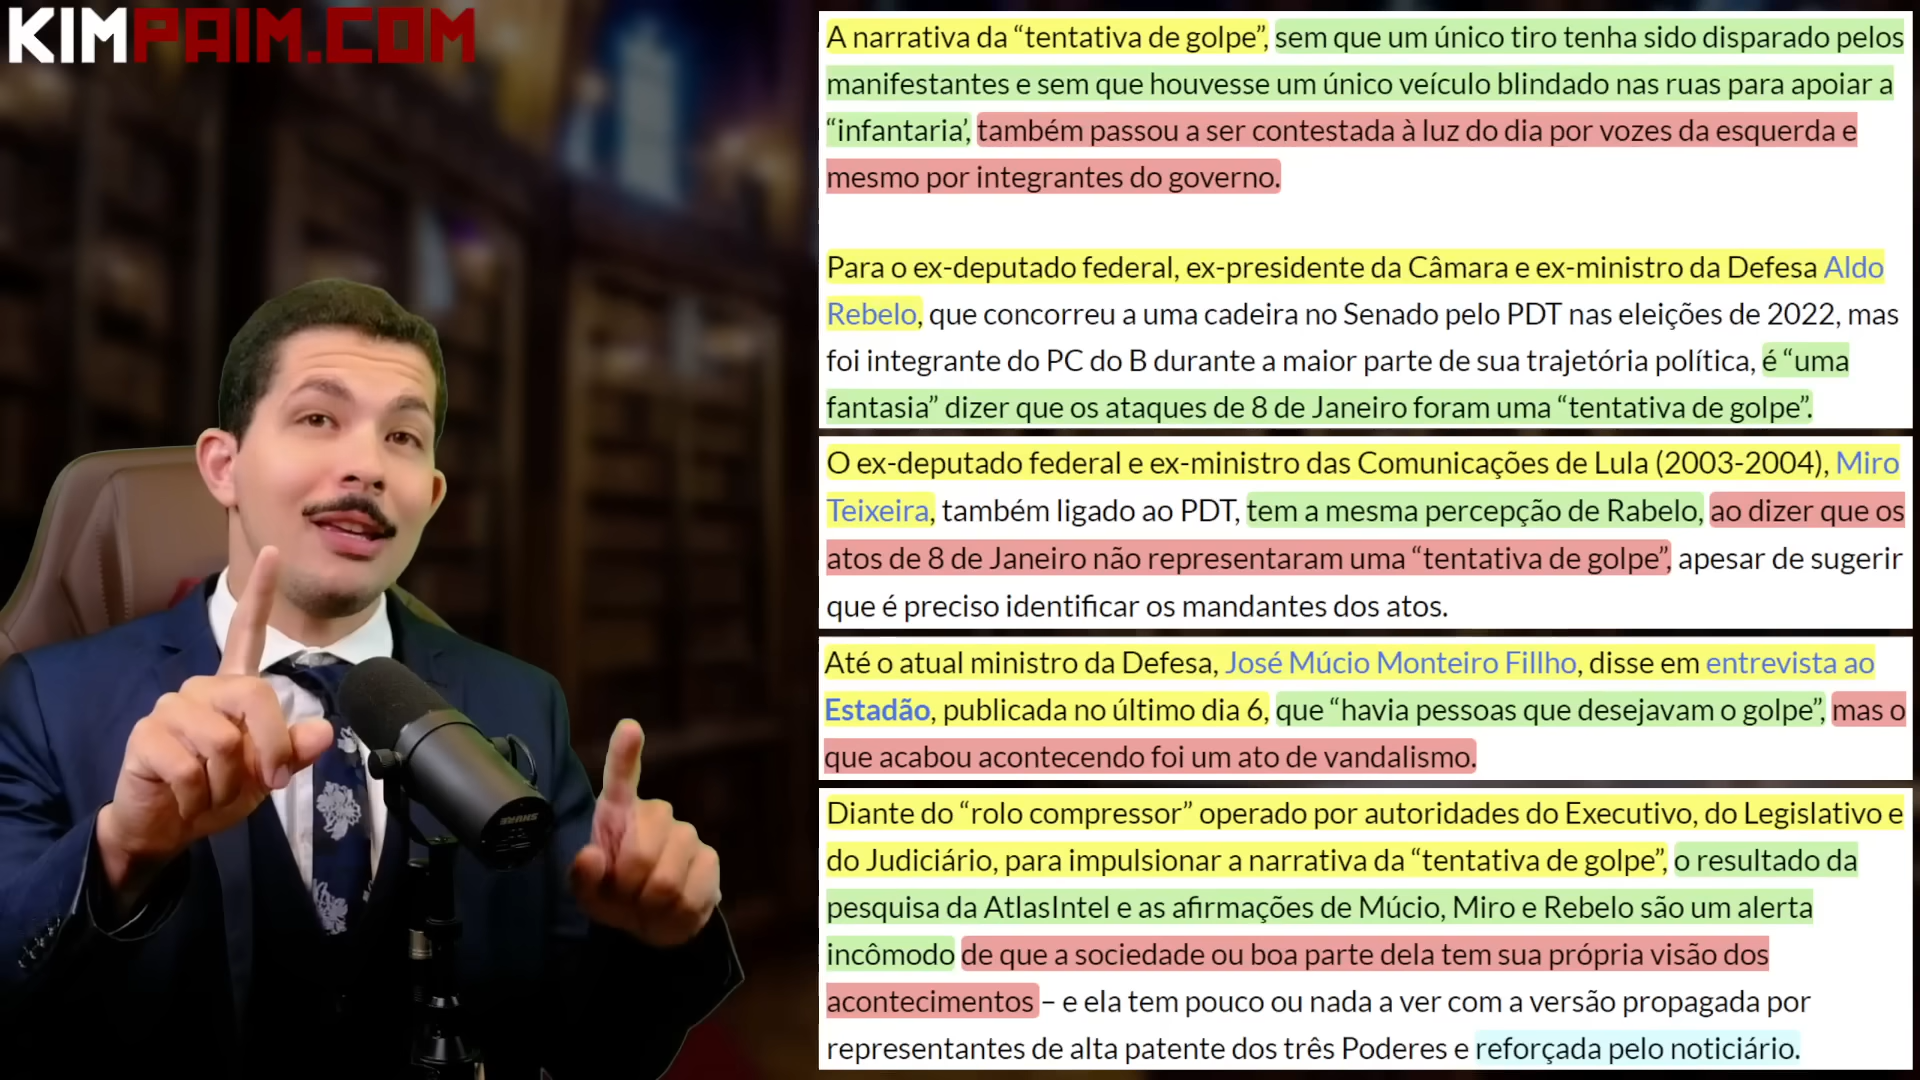 KIMPAIM.COM
A narrativa da “tentativa de golpe”, sem que um único tiro tenha sido disparado pelos
manifestantes e sem que houvesse um único veículo blindado nas ruas para apoiar a
“infantaria’, também passou a ser contestada à luz do dia por vozes da esquerda e
mesmo por integrantes do governo.
Para o ex-deputado federal, ex-presidente da Câmara e ex-ministro da Defesa Aldo
Rebelo, que concorreu a uma cadeira no Senado pelo PDT nas eleições de 2022, mas
foi integrante do PC do B durante a maior parte de sua trajetória política, é “uma
fantasia” dizer que os ataques de 8 de Janeiro foram uma “tentativa de golpe”.
O ex-deputado federal e ex-ministro das Comunicações de Lula (2003-2004), Miro
Teixeira, também ligado ao PDT, tem a mesma percepção de Rabelo, ao dizer que os
atos de 8 de Janeiro não representaram uma “tentativa de golpe”, apesar de sugerir
que é preciso identificar os mandantes dos atos.
Até o atual ministro da Defesa, José Múcio Monteiro Fillho, disse em entrevista ao
Estadão, publicada no último dia 6, que “havia pessoas que desejavam o golpe”, mas o
que acabou acontecendo foi um ato de vandalismo.
Diante do “rolo compressor” operado por autoridades do Executivo, do Legislativo e
do Judiciário, para impulsionar a narrativa da “tentativa de golpe”, o resultado da
pesquisa da AtlasIntel e as afirmações de Múcio, Miro e Rebelo são um alerta
incômodo de que a sociedade ou boa parte dela tem sua própria visão dos
acontecimentos – e ela tem pouco ou nada a ver com a versão propagada por
representantes de alta patente dos três Poderes e reforçada pelo noticiário.
SHURE